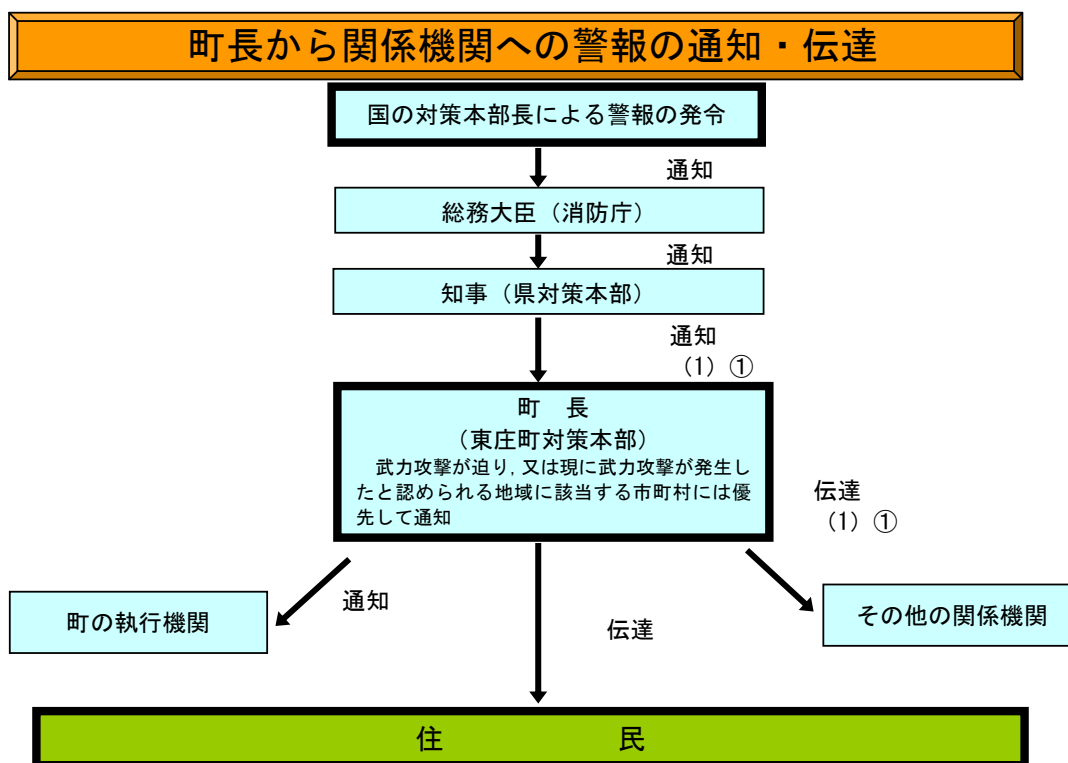 町長から関係機関への警報の通知・伝達
国の対策本部長による警報の発令
通知
総務大臣（消防庁）
通知
知事（県対策本部）
通知
（1）①
町　長
（東庄町対策本部）
武力攻撃が迫り，又は現に武力攻撃が発生し
たと認められる地域に該当する市町村には優
先して通知
伝達
（1）①
町の執行機関
通知
伝達
その他の関係機関
住　　　　　民